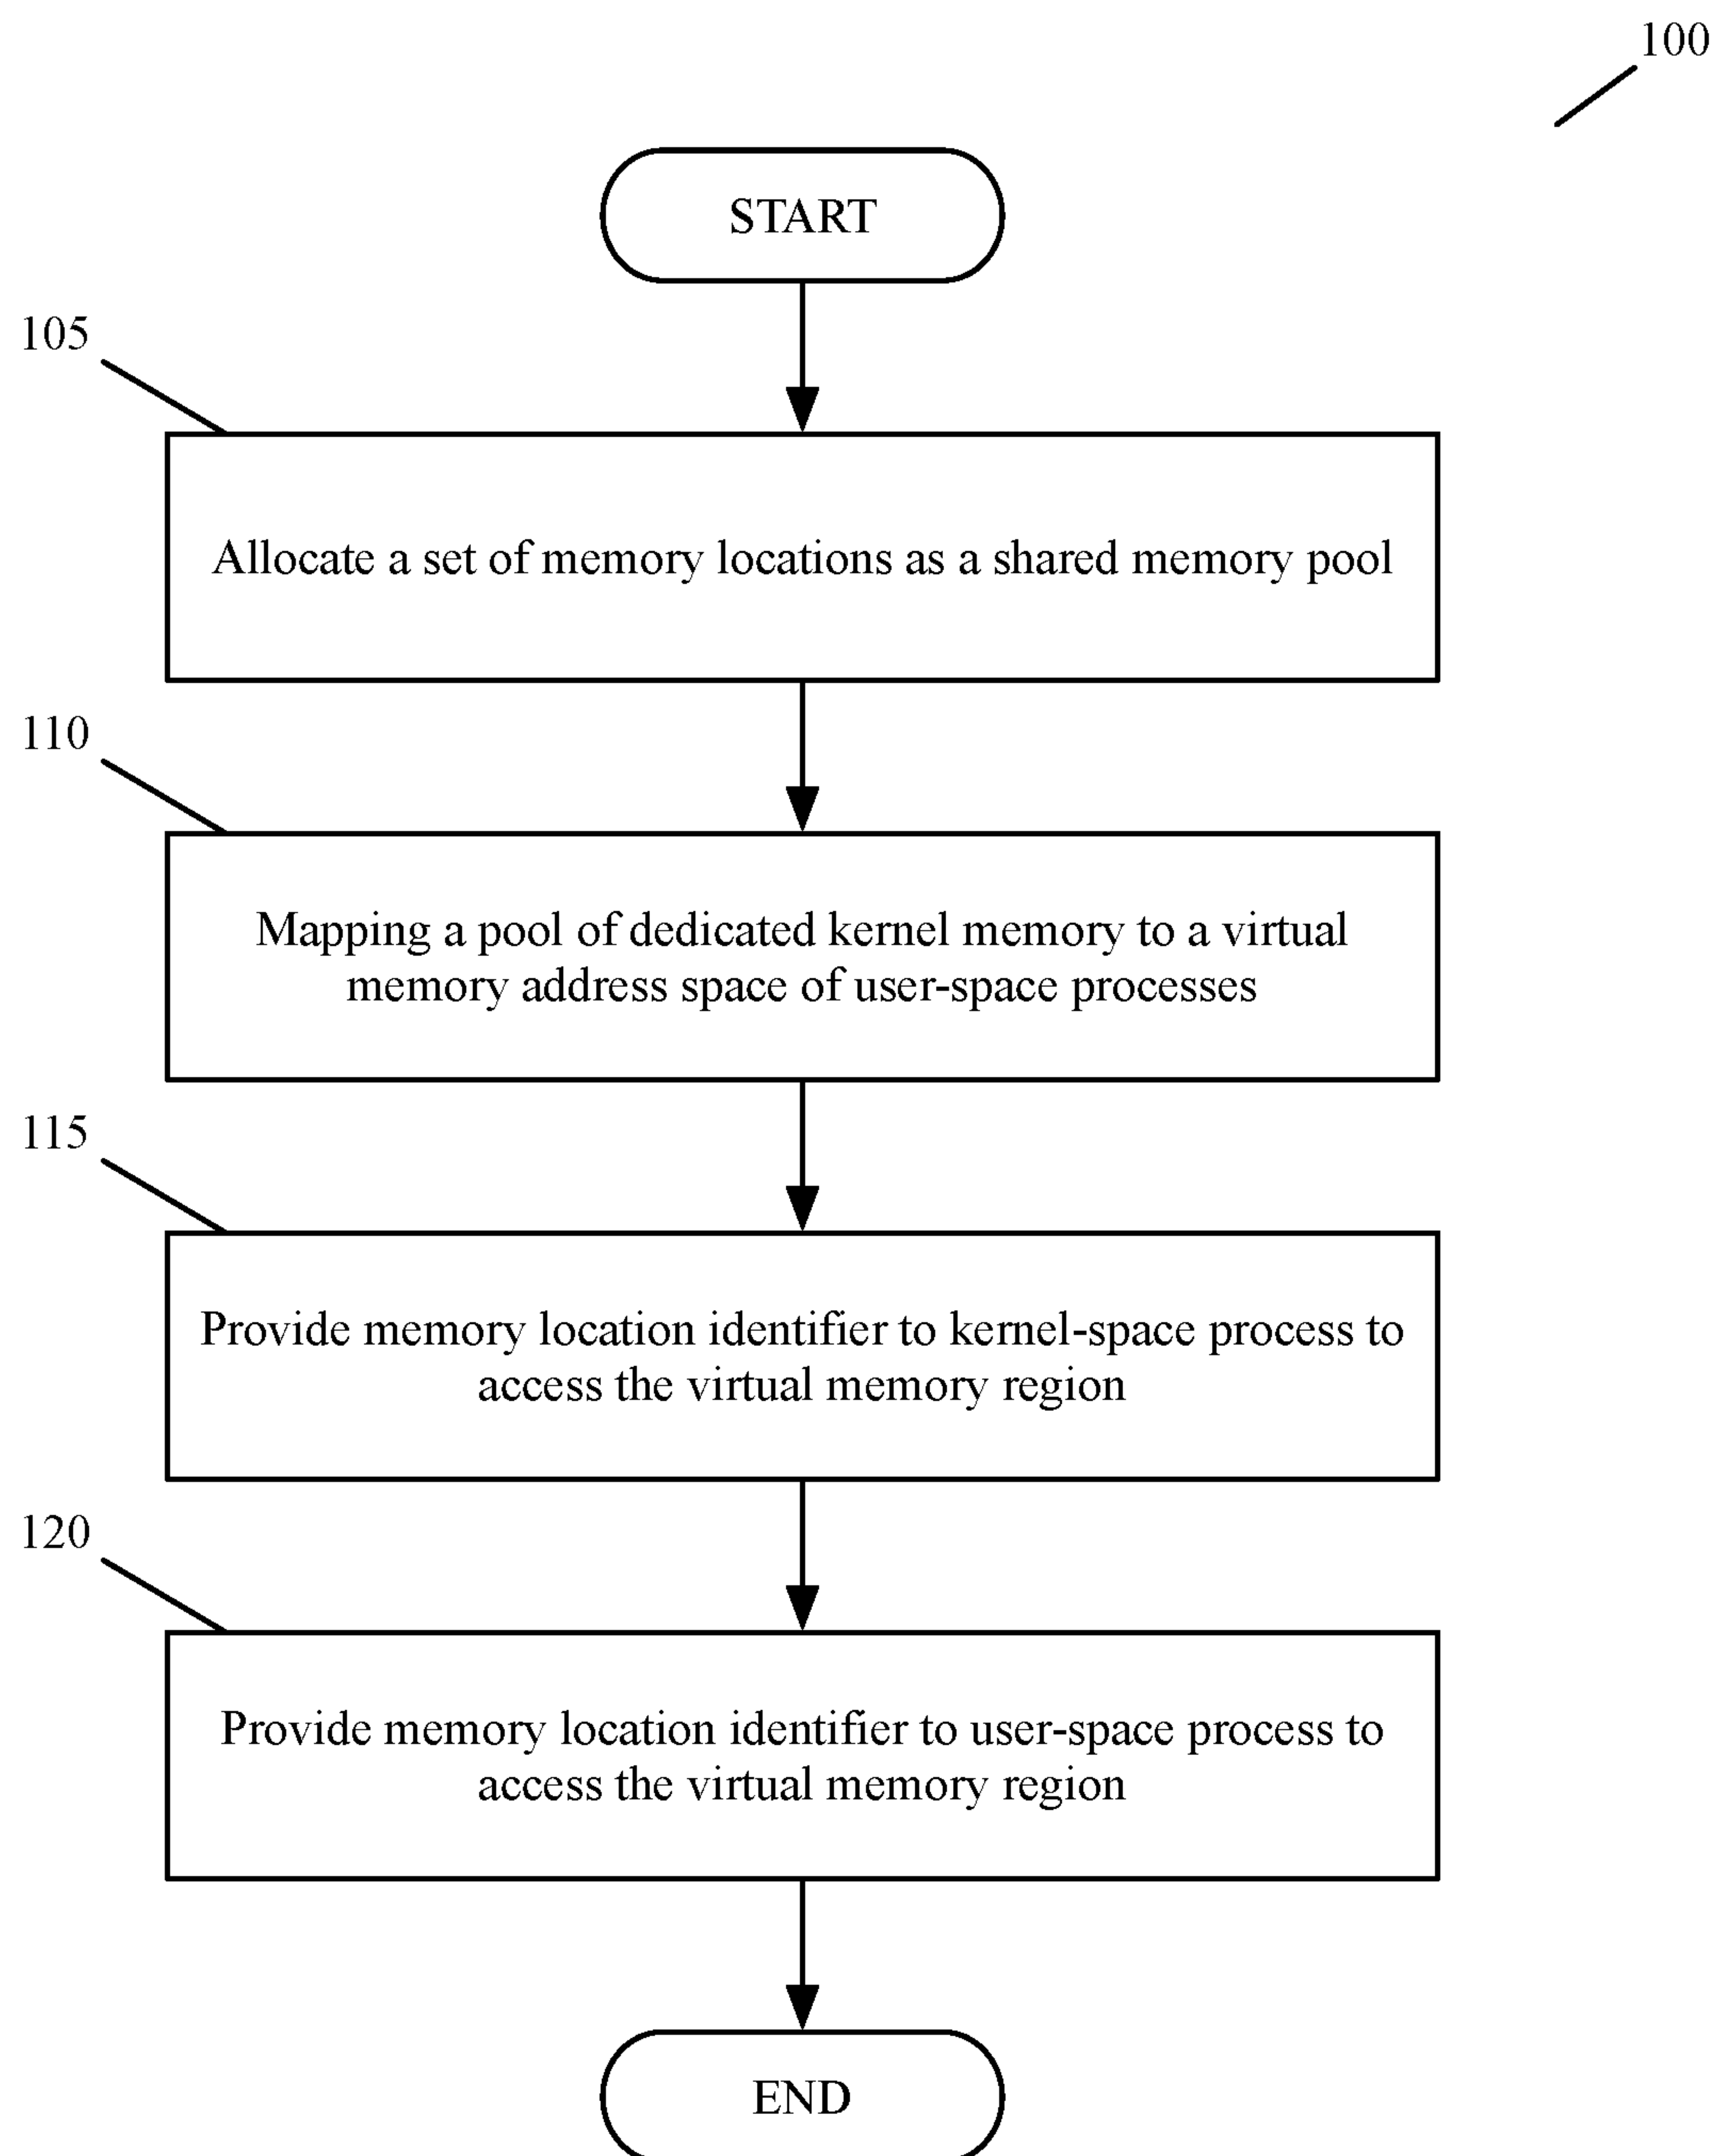 100
START
105
Allocate a set of memory locations as a shared memory pool
110
Mapping a pool of dedicated kernel memory to a virtual
memory address space of user-space processes
115
Provide memory location identifier to kernel-space process to
access the virtual memory region
120
Provide memory location identifier to user-space process to
access the virtual memory region
END